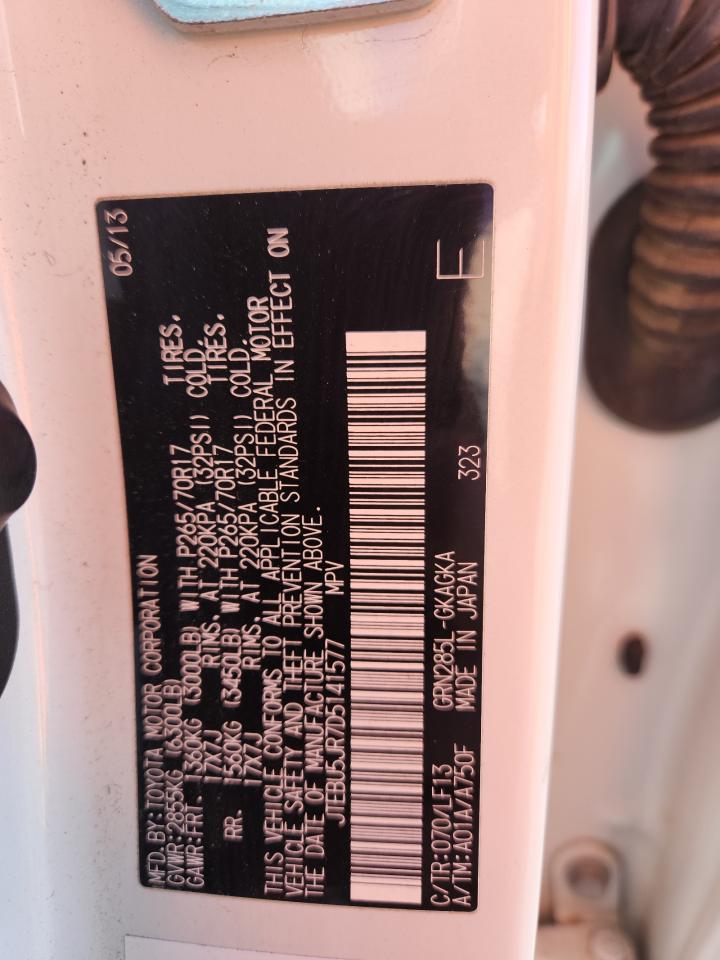 MFD.BY:TOYOTA MOTOR CORPORATION 05/13
GVWR:2855KG (6300LB)
GAWR:FRT. 1360KG (3000LB) WITH P265/70R17 TIRES.
17X7J RIMS. AT 220KPA (32PSI) COLD.
RR. 1560KG (3450LB) WITH P265/70R17 TIRES.
17X7J RIMS. AT 220KPA (32PSI) COLD.
THIS VEHICLE CONFORMS TO ALL APPLICABLE FEDERAL MOTOR
VEHICLE SAFETY AND THEFT PREVENTION STANDARDS IN EFFECT ON
THE DATE OF MANUFACTURE SHOWN ABOVE.
JTEBU5JR7D5141577 MPV
C/TR:070/LF13 GRN285L-GKAGKA E
A/TM:A01A/A750F MADE IN JAPAN 323